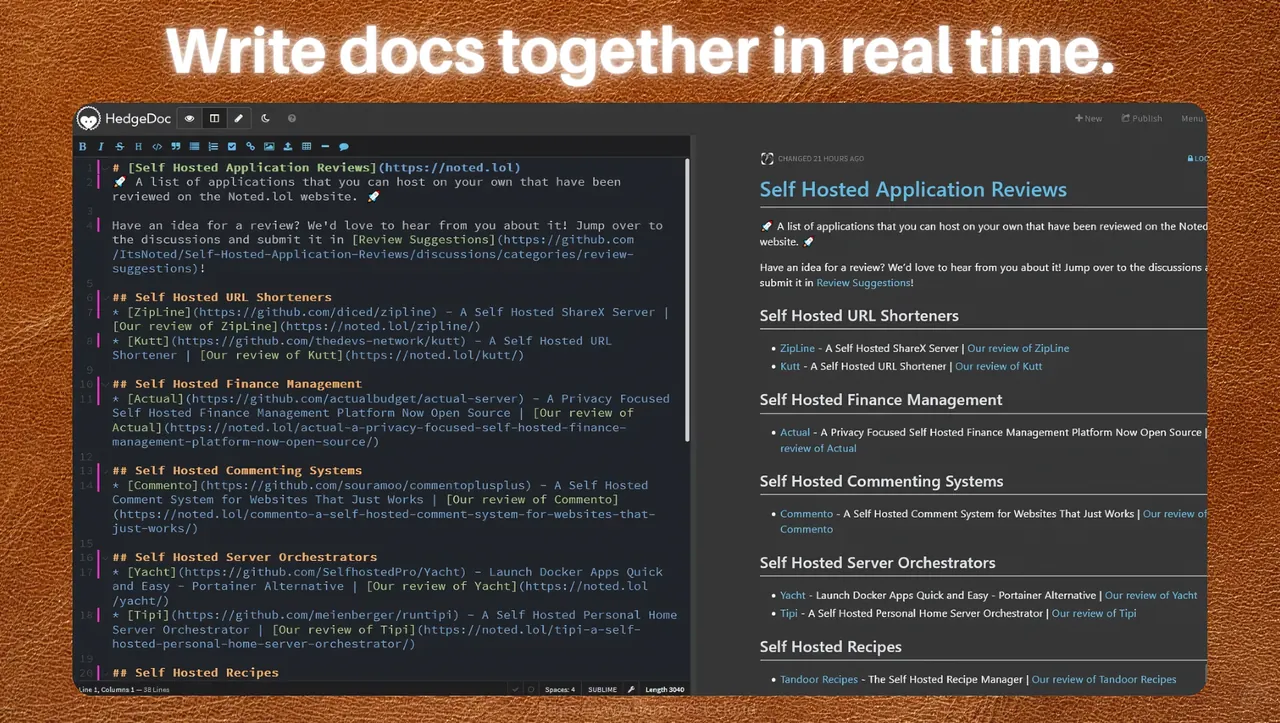 Write docs together in real time.
HedgeDoc
New
Publish
Menu
1 # [Self Hosted Application Reviews](https://noted.lol)
2 🚀 A list of applications that you can host on your own that have been
reviewed on the Noted.lol website. 🚀
3
4 Have an idea for a review? We'd love to hear from you about it! Jump over to
the discussions and submit it in [Review Suggestions](https://github.com
/ItsNoted/Self-Hosted-Application-Reviews/discussions/categories/review-
suggestions)!
5
6 ## Self Hosted URL Shorteners
7 * [ZipLine](https://github.com/diced/zipline) - A Self Hosted ShareX Server |
[Our review of ZipLine](https://noted.lol/zipline/)
8 * [Kutt](https://github.com/thedevs-network/kutt) - A Self Hosted URL
Shortener | [Our review of Kutt](https://noted.lol/kutt/)
9
10 ## Self Hosted Finance Management
11 * [Actual](https://github.com/actualbudget/actual-server) - A Privacy Focused
Self Hosted Finance Management Platform Now Open Source | [Our review of
Actual](https://noted.lol/actual-a-privacy-focused-self-hosted-finance-
management-platform-now-open-source/)
12
13 ## Self Hosted Commenting Systems
14 * [Commento](https://github.com/souramoo/commentoplusplus) - A Self Hosted
Comment System for Websites That Just Works | [Our review of Commento]
(https://noted.lol/commento-a-self-hosted-comment-system-for-websites-that-
just-works/)
15
16 ## Self Hosted Server Orchestrators
17 * [Yacht](https://github.com/SelfhostedPro/Yacht) - Launch Docker Apps Quick
and Easy - Portainer Alternative | [Our review of Yacht](https://noted.lol
/yacht/)
18 * [Tipi](https://github.com/meienberger/runtipi) - A Self Hosted Personal Home
Server Orchestrator | [Our review of Tipi](https://noted.lol/tipi-a-self-
hosted-personal-home-server-orchestrator/)
19
20 ## Self Hosted Recipes
Line 1, Columns 1 — 38 Lines
Spaces: 4
SUBLIME
Length 3040
CHANGED 21 HOURS AGO
LOC
Self Hosted Application Reviews
🚀 A list of applications that you can host on your own that have been reviewed on the Noted
website. 🚀
Have an idea for a review? We'd love to hear from you about it! Jump over to the discussions a
submit it in Review Suggestions!
Self Hosted URL Shorteners
• ZipLine - A Self Hosted ShareX Server | Our review of ZipLine
• Kutt - A Self Hosted URL Shortener | Our review of Kutt
Self Hosted Finance Management
• Actual - A Privacy Focused Self Hosted Finance Management Platform Now Open Source |
review of Actual
Self Hosted Commenting Systems
• Commento - A Self Hosted Comment System for Websites That Just Works | Our review of
Commento
Self Hosted Server Orchestrators
• Yacht - Launch Docker Apps Quick and Easy - Portainer Alternative | Our review of Yacht
• Tipi - A Self Hosted Personal Home Server Orchestrator | Our review of Tipi
Self Hosted Recipes
• Tandoor Recipes - The Self Hosted Recipe Manager | Our review of Tandoor Recipes